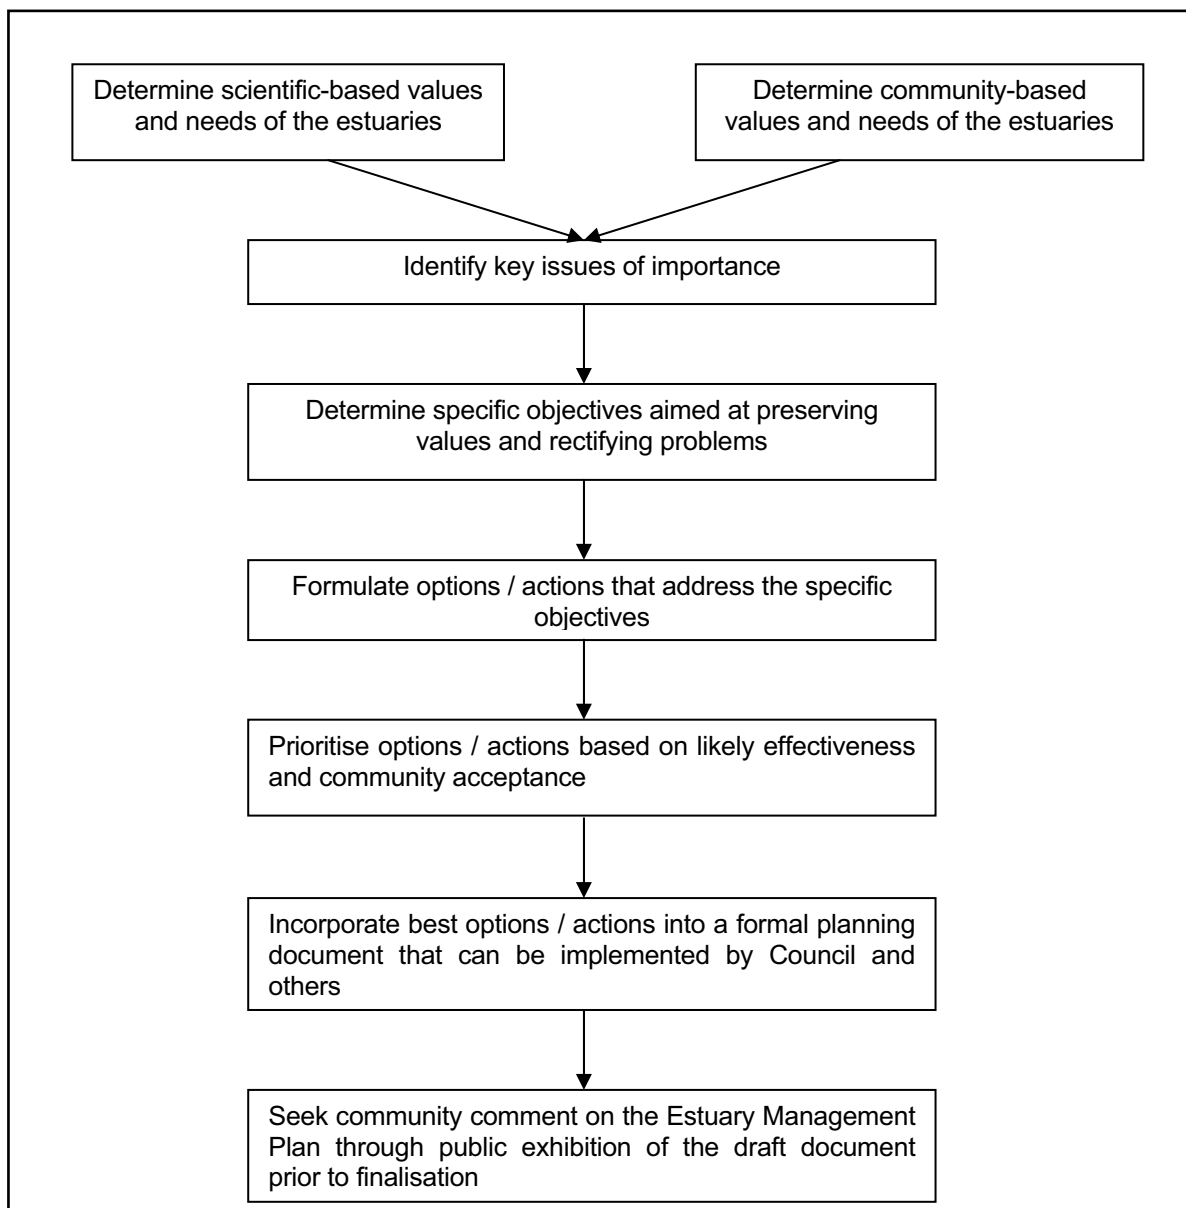 Determine scientific-based values
and needs of the estuaries
Determine community-based
values and needs of the estuaries
Identify key issues of importance
Determine specific objectives aimed at preserving
values and rectifying problems
Formulate options / actions that address the specific
objectives
Prioritise options / actions based on likely effectiveness
and community acceptance
Incorporate best options / actions into a formal planning
document that can be implemented by Council and
others
Seek community comment on the Estuary Management
Plan through public exhibition of the draft document
prior to finalisation